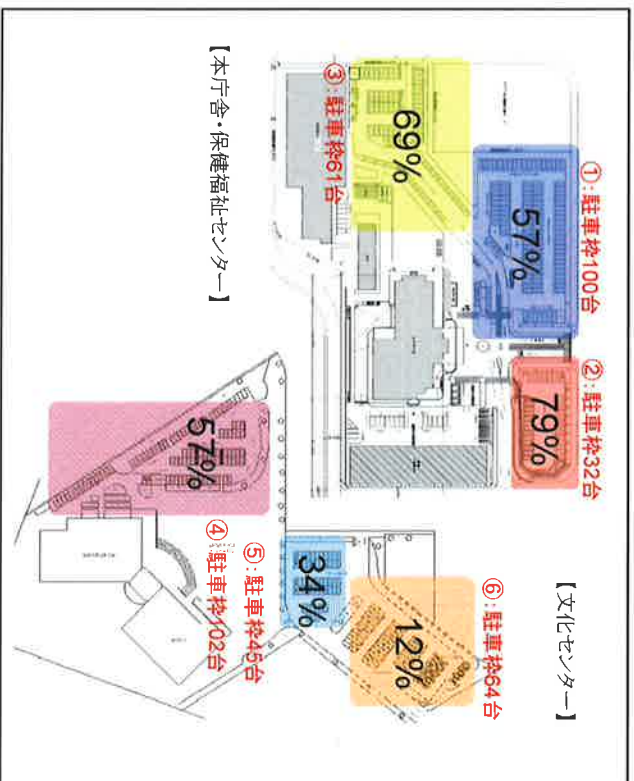 【本庁舎・保健福祉センター】
①:駐車枠100台
57%
②:駐車枠32台
79%
③:駐車枠61台
69%
【文化センター】
④:駐車枠102台
57%
⑤:駐車枠45台
34%
⑥:駐車枠64台
12%